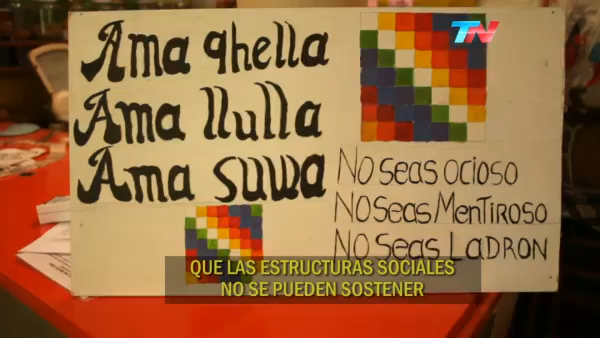 TN
Ama qhella
Ama llulla
Ama suwa
No seas ocioso
No seas Mentiroso
No seas Ladron
QUE LAS ESTRUCTURAS SOCIALES
NO SE PUEDEN SOSTENER